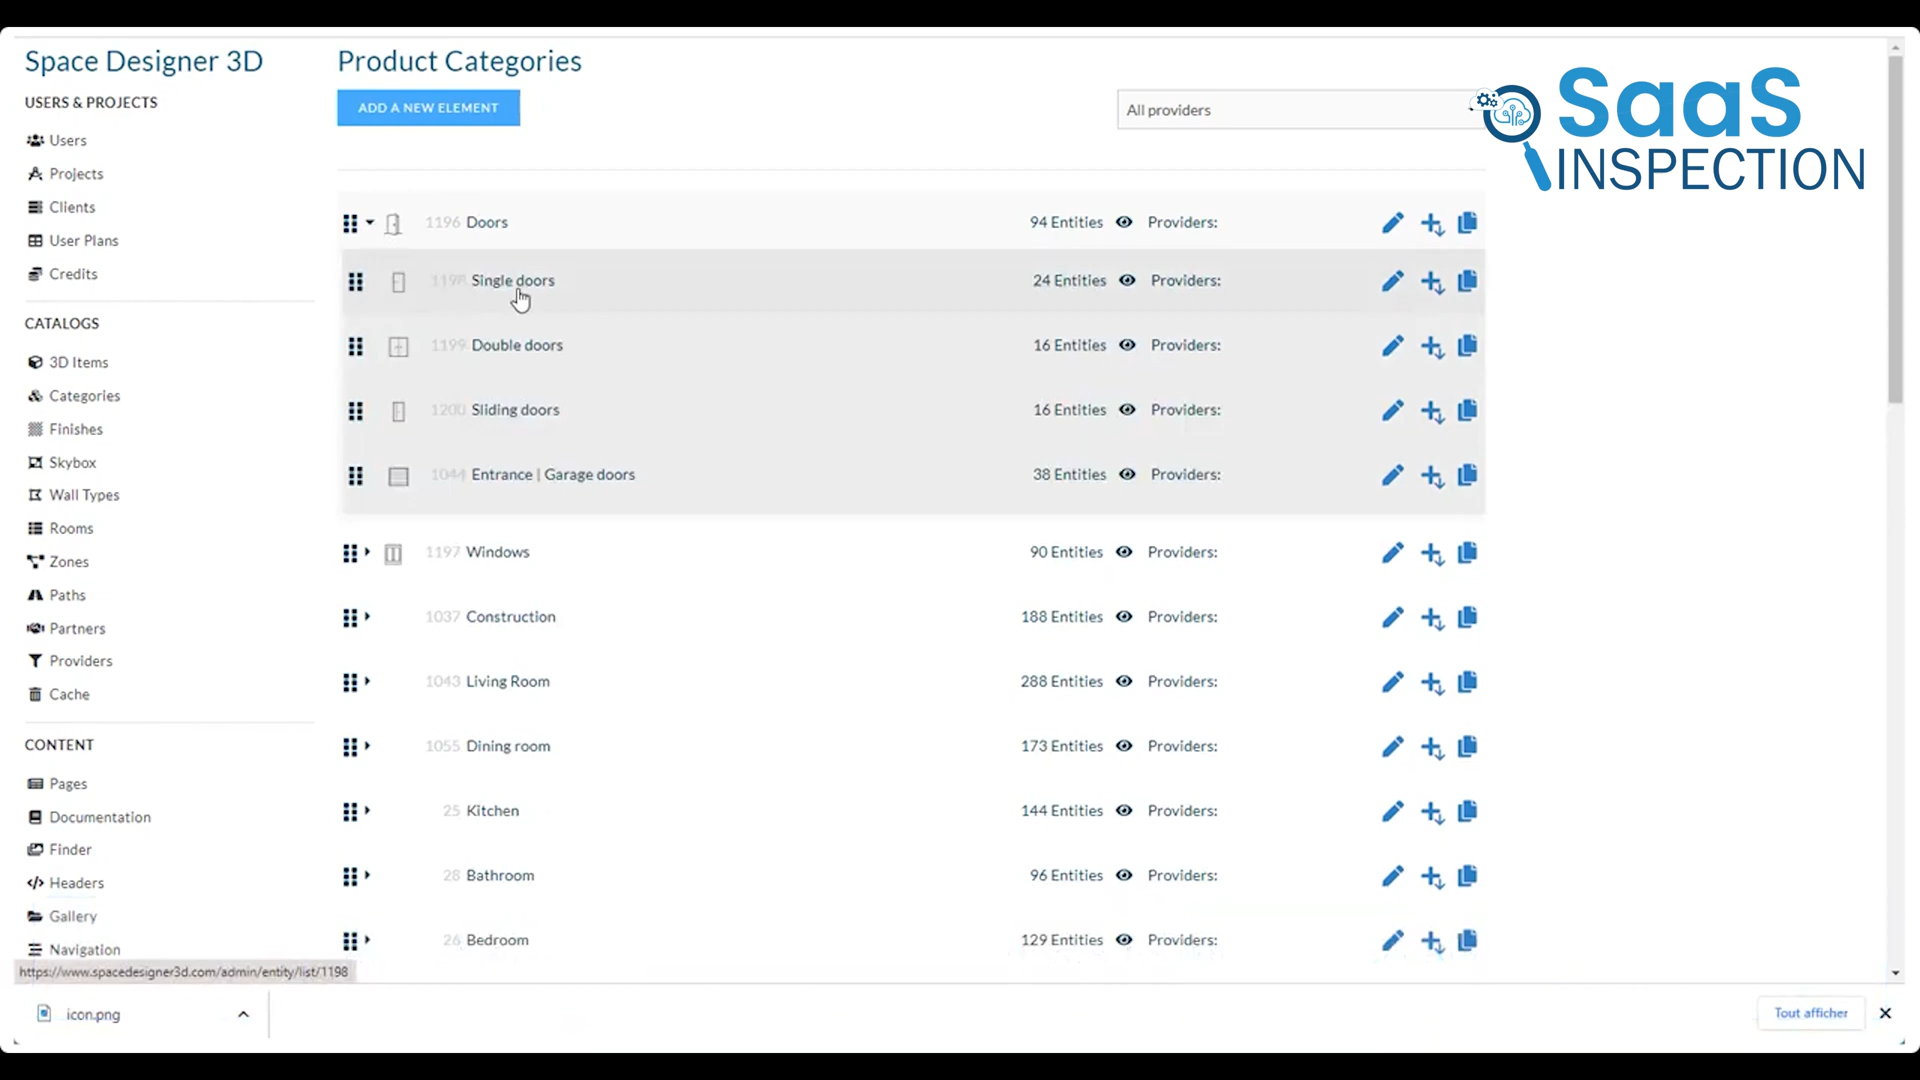 Space Designer 3D
USERS & PROJECTS
Users
Projects
Clients
User Plans
Credits
CATALOGS
3D Items
Categories
Finishes
Skybox
Wall Types
Rooms
Zones
Paths
Partners
Providers
Cache
CONTENT
Pages
Documentation
Finder
Headers
Gallery
Navigation
Product Categories
ADD A NEW ELEMENT
All providers
SaaS
INSPECTION
1196 Doors 94 Entities Providers:
1198 Single doors 24 Entities Providers:
1199 Double doors 16 Entities Providers:
1200 Sliding doors 16 Entities Providers:
1044 Entrance | Garage doors 38 Entities Providers:
1197 Windows 90 Entities Providers:
1037 Construction 188 Entities Providers:
1043 Living Room 288 Entities Providers:
1055 Dining room 173 Entities Providers:
25 Kitchen 144 Entities Providers:
28 Bathroom 96 Entities Providers:
26 Bedroom 129 Entities Providers:
https://www.spacedesigner3d.com/admin/entity/list/1198
icon.png
Tout afficher